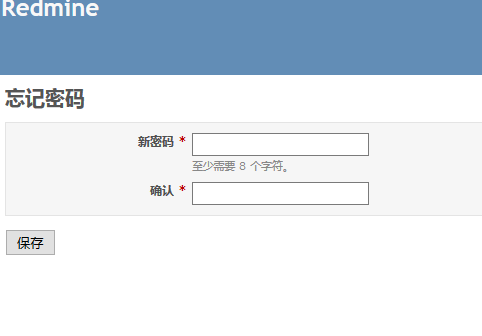 Redmine
忘记密码
新密码 *
至少需要 8 个字符。
确认 *
保存